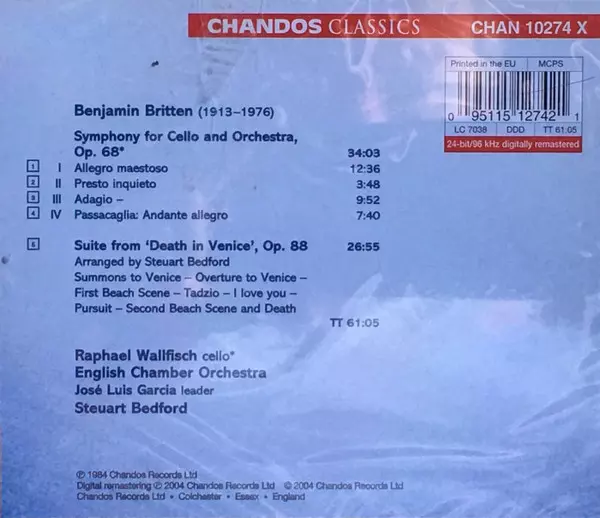 CHANDOS CLASSICS CHAN 10274 X
Printed in the EU MCPS
0 95115 12742 1
LC 7038 DDD TT 61.05
24-bit/96 kHz digitally remastered
Benjamin Britten (1913–1976)
Symphony for Cello and Orchestra,
Op. 68* 34:03
1 I Allegro maestoso 12:36
2 II Presto inquieto 3:48
3 III Adagio – 9:52
4 IV Passacaglia: Andante allegro 7:40
5 Suite from ‘Death in Venice’, Op. 88 26:55
Arranged by Steuart Bedford
Summons to Venice – Overture to Venice –
First Beach Scene – Tadzio – I love you –
Pursuit – Second Beach Scene and Death
TT 61:05
Raphael Wallfisch cello*
English Chamber Orchestra
José Luis Garcia leader
Steuart Bedford
℗ 1984 Chandos Records Ltd
Digital remastering ℗ 2004 Chandos Records Ltd © 2004 Chandos Records Ltd
Chandos Records Ltd • Colchester • Essex • England